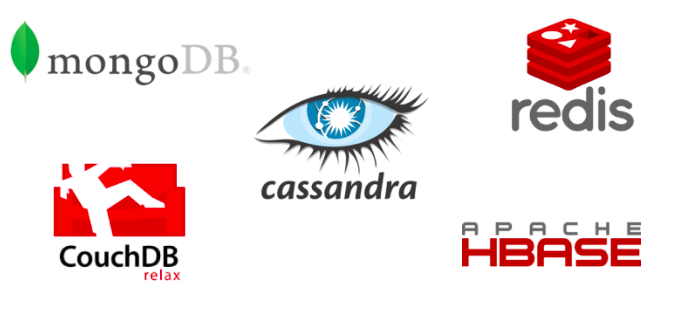 mongoDB®
redis
cassandra
CouchDB
relax
APACHE
HBASE